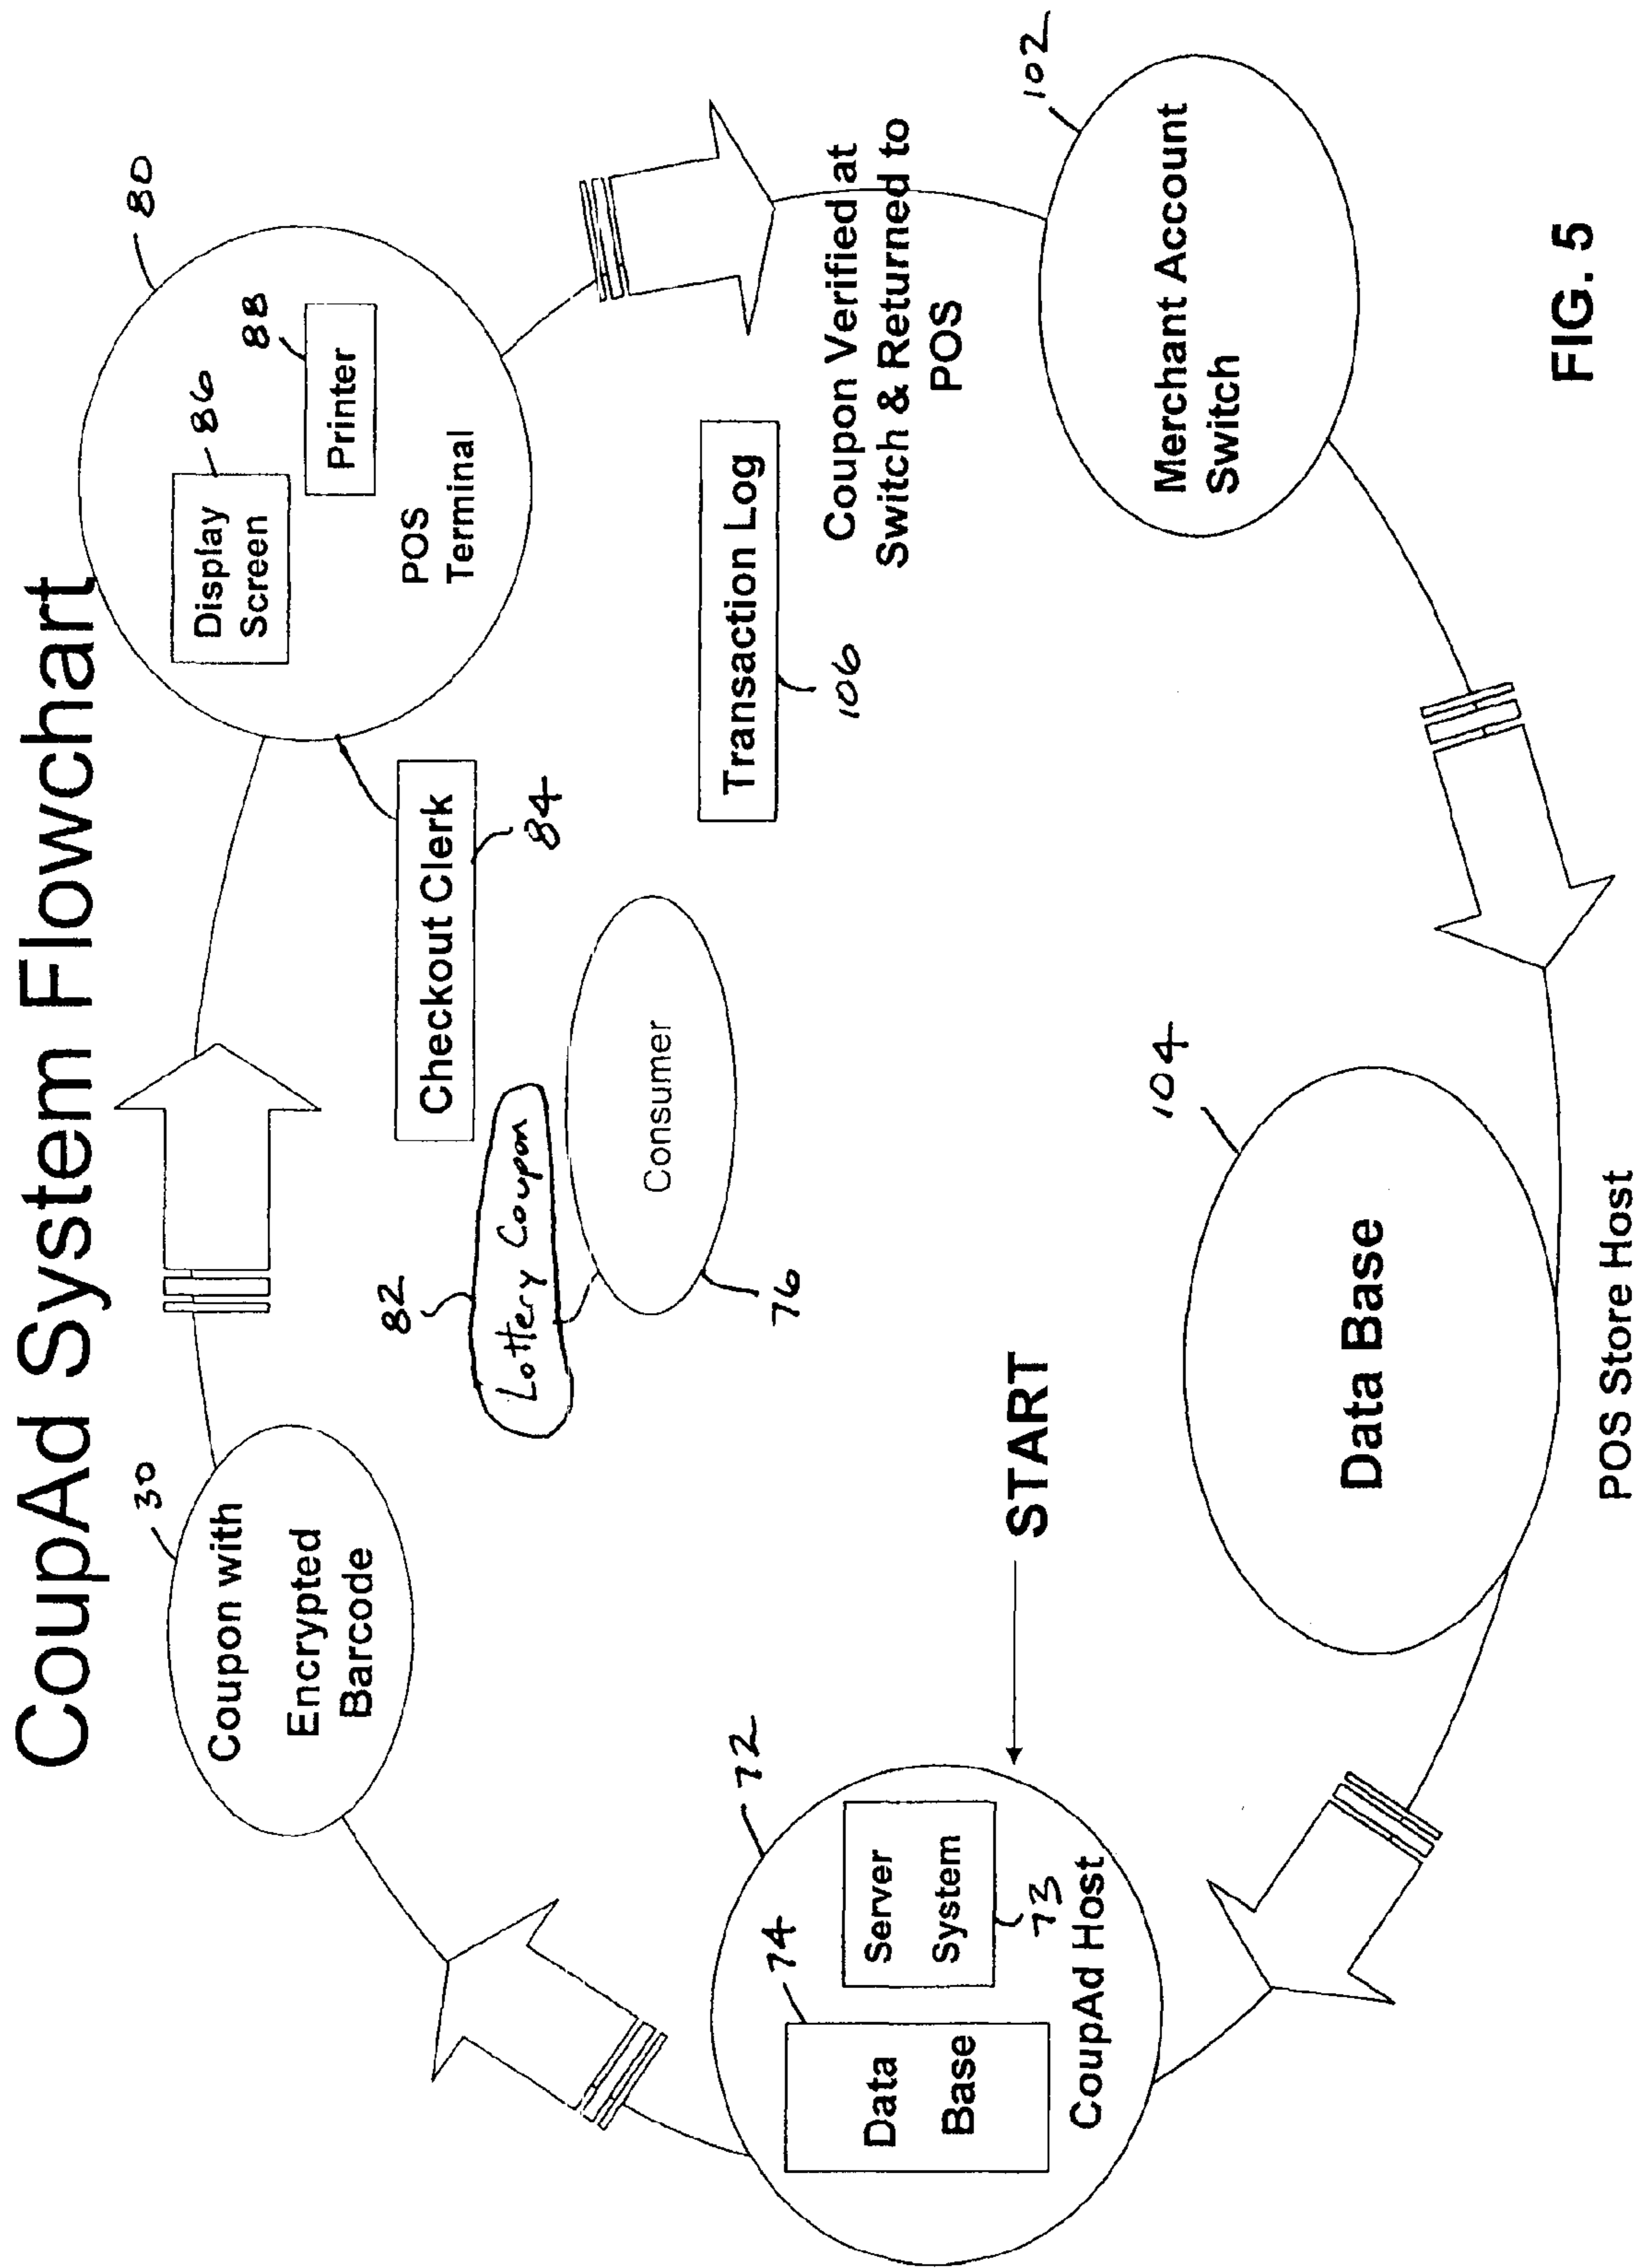 CoupAd System Flowchart
30
Coupon with
Encrypted
Barcode
80
86
Display
Screen
88
Printer
POS
Terminal
Checkout Clerk
84
82
Lottery Coupon
Consumer
76
Transaction Log
106
Coupon Verified at
Switch & Returned to
POS
102
Merchant Account
Switch
START
72
74
Data
Base
Server
System
73
CoupAd Host
104
Data Base
POS Store Host
FIG. 5